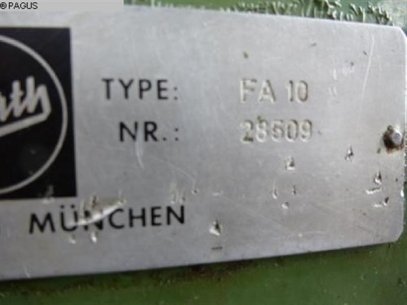 © PAGUS
TYPE: FA 10
NR.: 28509
MÜNCHEN